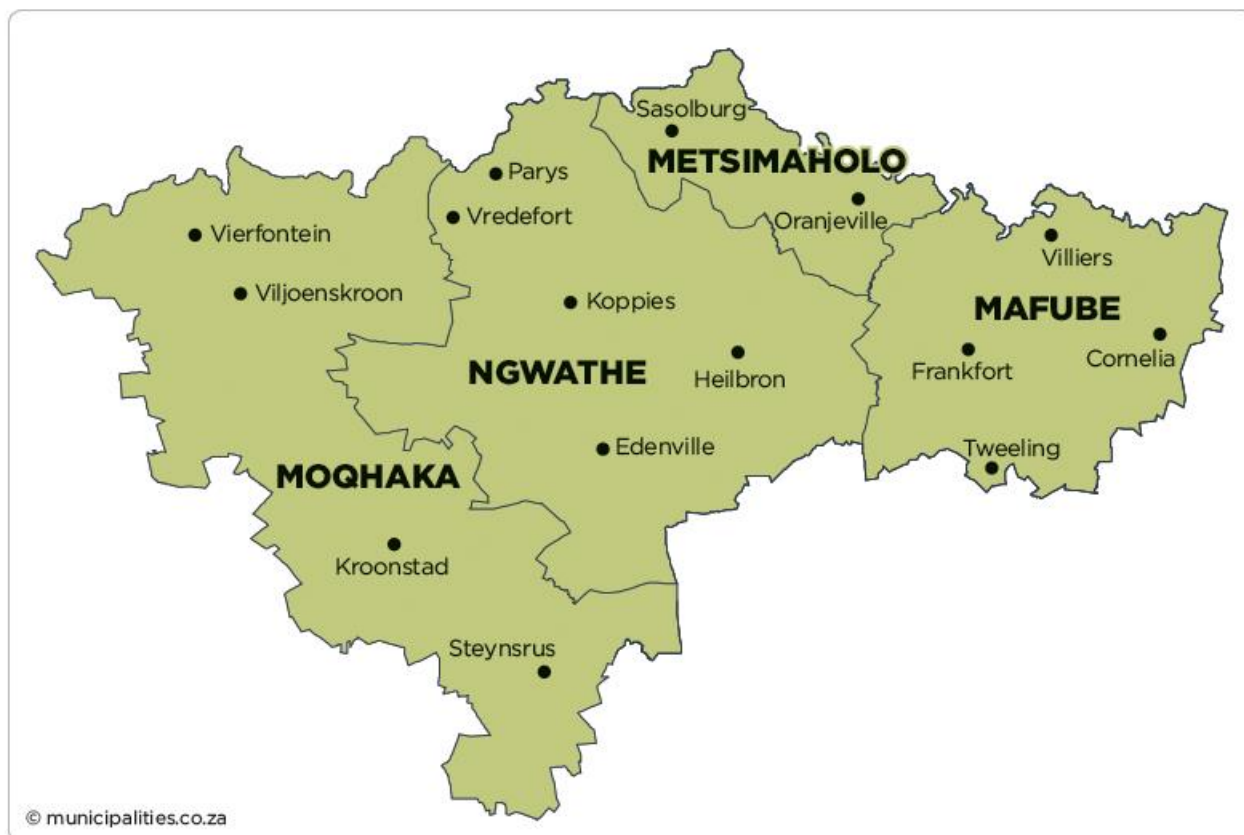 Sasolburg
METSIMAHOLO
Parys
Vredefort
Oranjeville
Vierfontein
Villiers
Viljoenskroon
Koppies
MAFUBE
Cornelia
NGWATHE
Heilbron
Frankfort
Edenville
Tweeling
MOQHAKA
Kroonstad
Steynsrus
© municipalities.co.za